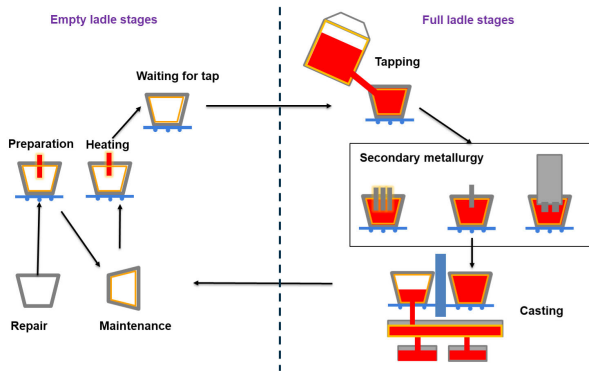 Empty ladle stages
Full ladle stages
Waiting for tap
Tapping
Preparation
Heating
Secondary metallurgy
Repair
Maintenance
Casting